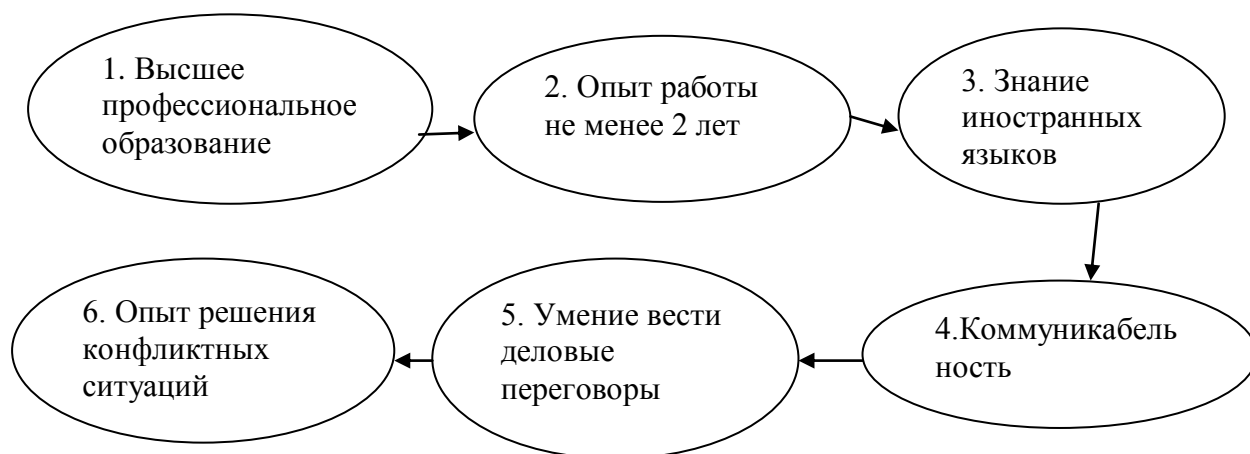 1. Высшее
профессиональное
образование
2. Опыт работы
не менее 2 лет
3. Знание
иностранных
языков
4.Коммуникабель
ность
5. Умение вести
деловые
переговоры
6. Опыт решения
конфликтных
ситуаций